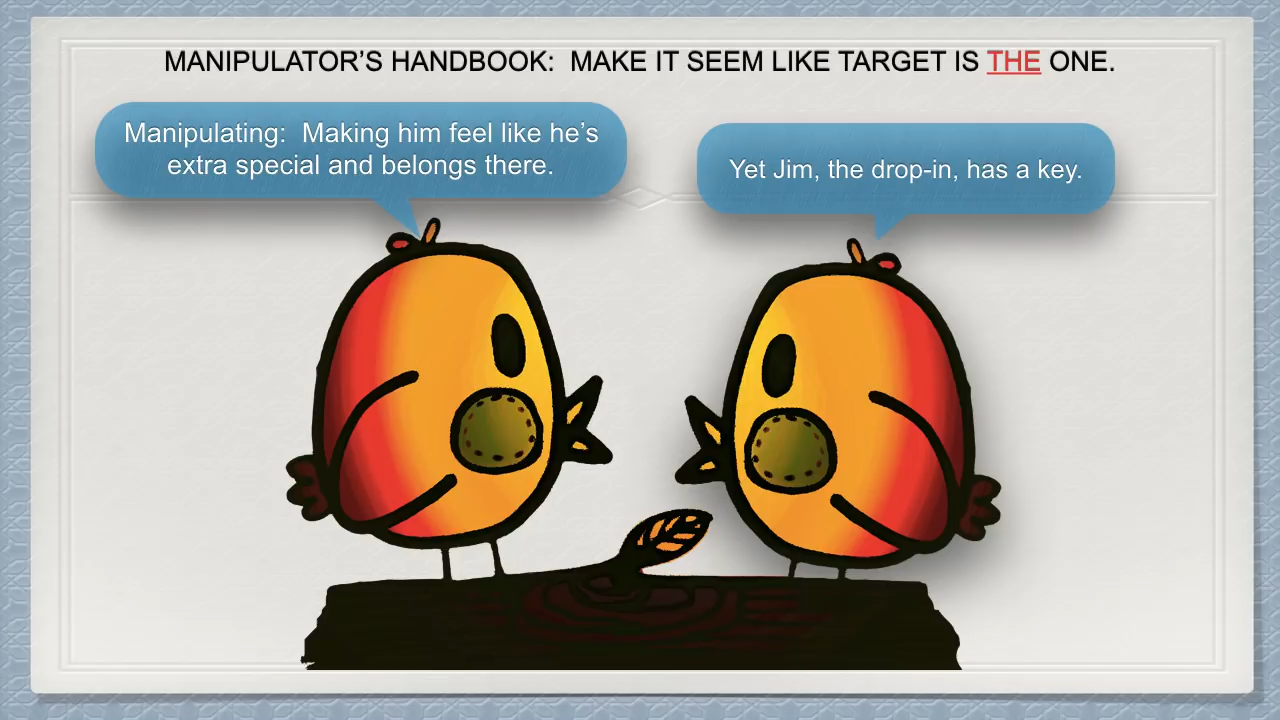 MANIPULATOR’S HANDBOOK:  MAKE IT SEEM LIKE TARGET IS THE ONE.
Manipulating:  Making him feel like he’s
extra special and belongs there.
Yet Jim, the drop-in, has a key.